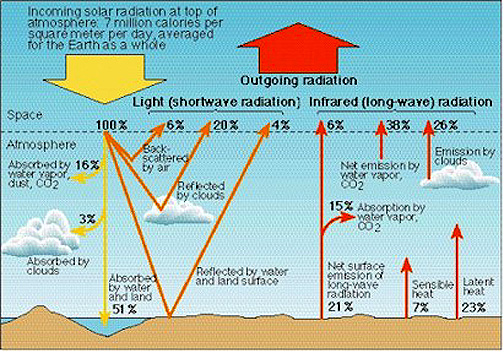 Incoming solar radiation at top of
atmosphere, 7 million calories per
square meter per day, averaged
for the Earth as a whole
Outgoing radiation
Space
Light (shortwave radiation)
Infrared (long-wave) radiation
100%
6%
20%
4%
6%
38%
26%
Atmosphere
Absorbed by
water vapor,
dust, CO2
16%
Back-
scattered
by air
Net emission by
water vapor,
CO2
Emission
by clouds
3%
Absorbed
by clouds
Reflected
by clouds
15%
Absorption by
water vapor,
CO2
Absorbed
by water
and land
51%
Reflected by water
and land surface
Net surface
emission of
long-wave
radiation
21%
Sensible
heat
7%
Latent
heat
23%